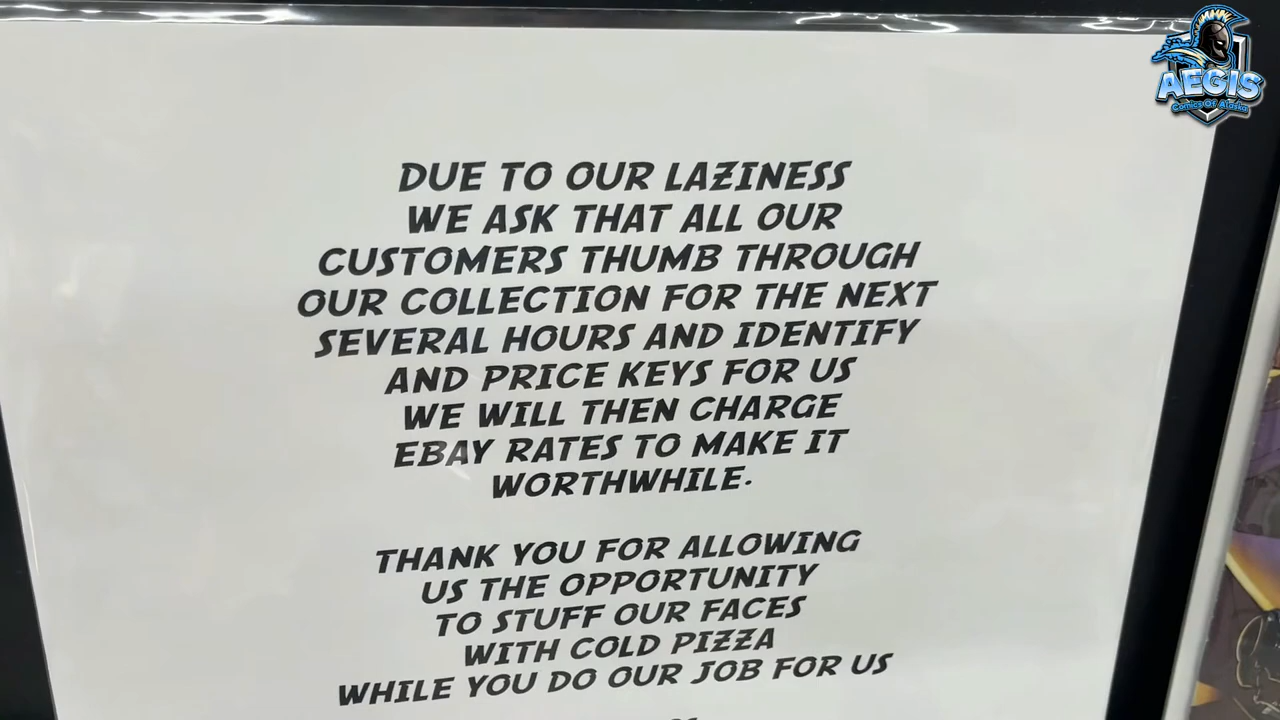 AEGIS
Comics Of Alaska
DUE TO OUR LAZINESS
WE ASK THAT ALL OUR
CUSTOMERS THUMB THROUGH
OUR COLLECTION FOR THE NEXT
SEVERAL HOURS AND IDENTIFY
AND PRICE KEYS FOR US
WE WILL THEN CHARGE
EBAY RATES TO MAKE IT
WORTHWHILE.
THANK YOU FOR ALLOWING
US THE OPPORTUNITY
TO STUFF OUR FACES
WITH COLD PIZZA
WHILE YOU DO OUR JOB FOR US